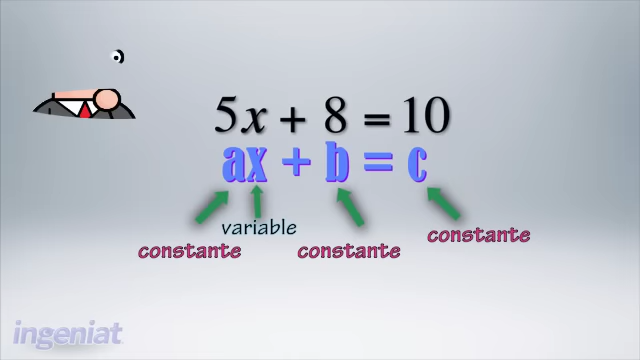 5x + 8 = 10
ax + b = c
variable
constante constante constante
ingeniat